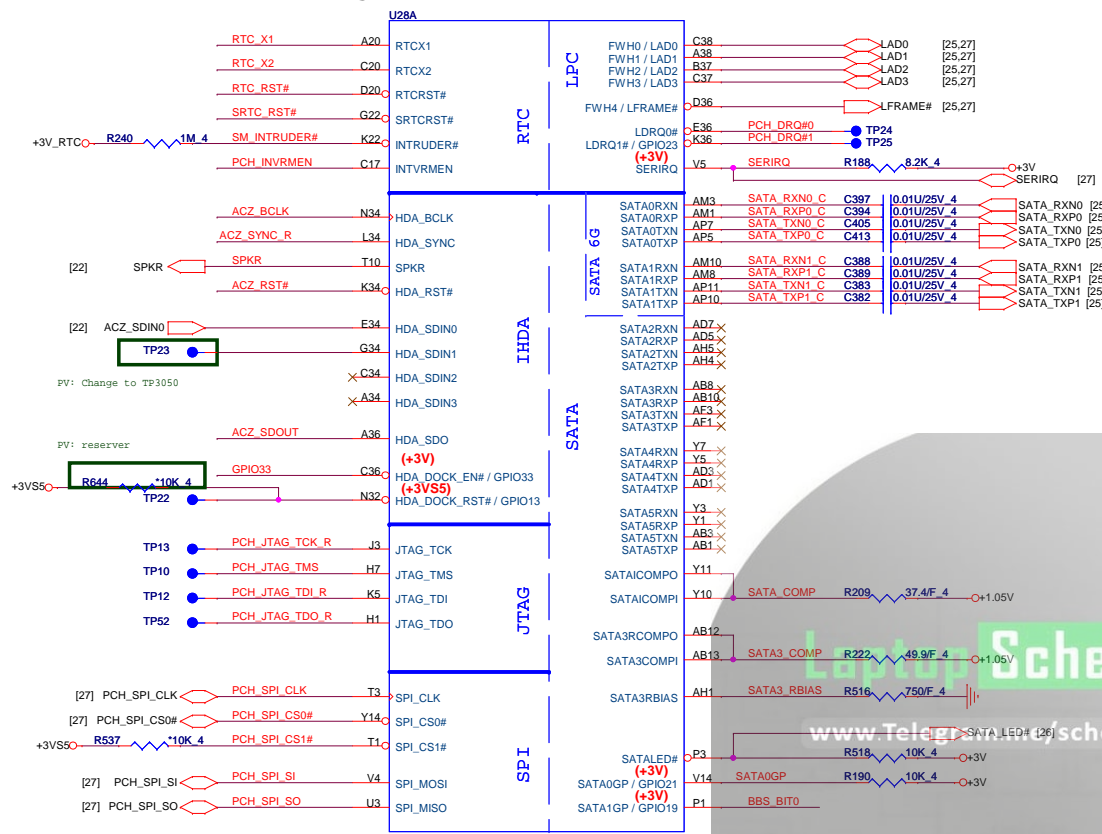 U28A
RTC_X1 A20 RTCX1
RTC_X2 C20 RTCX2
RTC_RST# D20 RTCRST#
SRTC_RST# G22 SRTCRST#
+3V_RTC R240 1M_4 SM_INTRUDER# K22 INTRUDER#
PCH_INVRMEN C17 INTVRMEN
RTC
LPC
FWH0 / LAD0 C38 LAD0 [25,27]
FWH1 / LAD1 A38 LAD1 [25,27]
FWH2 / LAD2 B37 LAD2 [25,27]
FWH3 / LAD3 C37 LAD3 [25,27]
FWH4 / LFRAME# D36 LFRAME# [25,27]
LDRQ0# E36 PCH_DRQ#0 TP24
LDRQ1# / GPIO23 K36 PCH_DRQ#1 TP25
(+3V)
SERIRQ V5 SERIRQ R188 8.2K_4 +3V
SERIRQ [27]
ACZ_BCLK N34 HDA_BCLK
ACZ_SYNC_R L34 HDA_SYNC
[22] SPKR SPKR T10 SPKR
ACZ_RST# K34 HDA_RST#
[22] ACZ_SDIN0 E34 HDA_SDIN0
TP23 G34 HDA_SDIN1
PV: Change to TP3050
C34 HDA_SDIN2
A34 HDA_SDIN3
ACZ_SDOUT A36 HDA_SDO
PV: reserver
(+3V)
GPIO33 C36 HDA_DOCK_EN# / GPIO33
+3VS5 R644 *10K_4
(+3VS5)
TP22 N32 HDA_DOCK_RST# / GPIO13
IHDA
SATA 6G
SATA0RXN AM3 SATA_RXN0_C C397 0.01U/25V_4 SATA_RXN0 [25
SATA0RXP AM1 SATA_RXP0_C C394 0.01U/25V_4 SATA_RXP0 [25
SATA0TXN AP7 SATA_TXN0_C C405 0.01U/25V_4 SATA_TXN0 [25
SATA0TXP AP5 SATA_TXP0_C C413 0.01U/25V_4 SATA_TXP0 [25
SATA1RXN AM10 SATA_RXN1_C C388 0.01U/25V_4 SATA_RXN1 [25
SATA1RXP AM8 SATA_RXP1_C C389 0.01U/25V_4 SATA_RXP1 [25
SATA1TXN AP11 SATA_TXN1_C C383 0.01U/25V_4 SATA_TXN1 [25
SATA1TXP AP10 SATA_TXP1_C C382 0.01U/25V_4 SATA_TXP1 [25
SATA
SATA2RXN AD7
SATA2RXP AD5
SATA2TXN AH5
SATA2TXP AH4
SATA3RXN AB8
SATA3RXP AB10
SATA3TXN AF3
SATA3TXP AF1
SATA4RXN Y7
SATA4RXP Y5
SATA4TXN AD3
SATA4TXP AD1
SATA5RXN Y3
SATA5RXP Y1
SATA5TXN AB3
SATA5TXP AB1
SATAICOMPO Y11
SATAICOMPI Y10 SATA_COMP R209 37.4/F_4 +1.05V
SATA3RCOMPO AB12
SATA3COMPI AB13 SATA3_COMP R222 49.9/F_4 +1.05V
SATA3RBIAS AH1 SATA3_RBIAS R516 750/F_4
SATA_LED# [26]
SATALED# P3 R518 10K_4 +3V
(+3V)
SATA0GP / GPIO21 V14 SATA0GP R190 10K_4 +3V
(+3V)
SATA1GP / GPIO19 P1 BBS_BIT0
TP13 PCH_JTAG_TCK_R J3 JTAG_TCK
TP10 PCH_JTAG_TMS H7 JTAG_TMS
TP12 PCH_JTAG_TDI_R K5 JTAG_TDI
TP52 PCH_JTAG_TDO_R H1 JTAG_TDO
JTAG
[27] PCH_SPI_CLK PCH_SPI_CLK T3 SPI_CLK
[27] PCH_SPI_CS0# PCH_SPI_CS0# Y14 SPI_CS0#
+3VS5 R537 *10K_4 PCH_SPI_CS1# T1 SPI_CS1#
[27] PCH_SPI_SI PCH_SPI_SI V4 SPI_MOSI
[27] PCH_SPI_SO PCH_SPI_SO U3 SPI_MISO
SPI
Laptop Sche
www.Telegram.me/sch